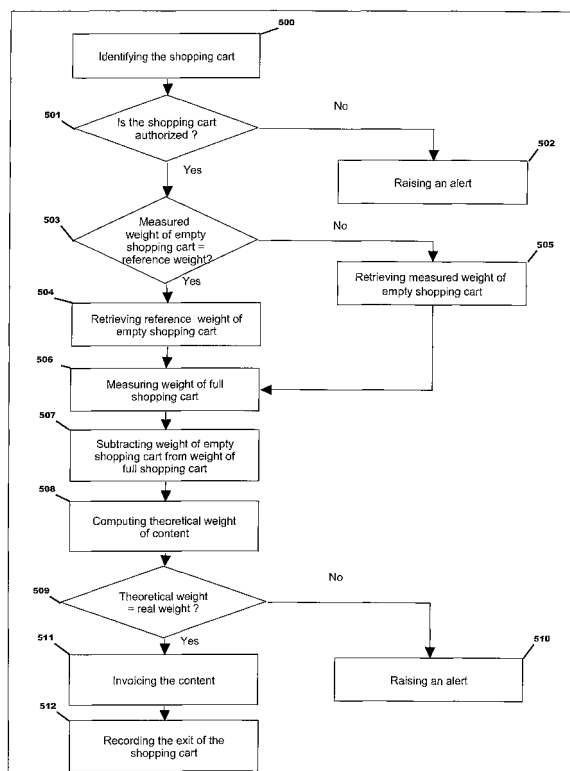 500
Identifying the shopping cart
501
Is the shopping cart
authorized ?
No
Yes
502
Raising an alert
503
Measured
weight of empty
shopping cart =
reference weight?
No
Yes
505
Retrieving measured weight of
empty shopping cart
504
Retrieving reference weight of
empty shopping cart
506
Measuring weight of full
shopping cart
507
Subtracting weight of empty
shopping cart from weight of
full shopping cart
508
Computing theoretical weight
of content
509
Theoretical weight
= real weight ?
No
Yes
510
Raising an alert
511
Invoicing the content
512
Recording the exit of the
shopping cart